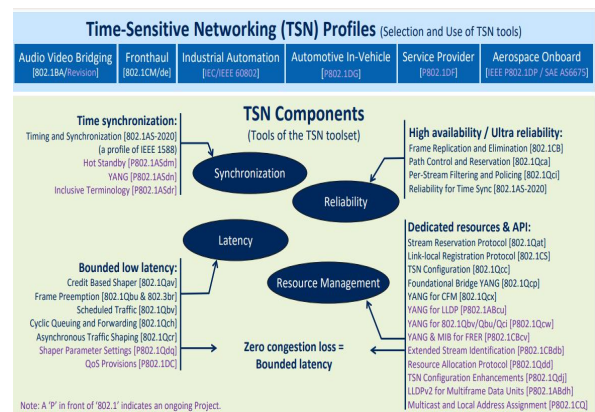 Time-Sensitive Networking (TSN) Profiles (Selection and Use of TSN tools)
Audio Video Bridging
[802.1BA/Revision]
Fronthaul
[802.1CM/de]
Industrial Automation
[IEC/IEEE 60802]
Automotive In-Vehicle
[P802.1DG]
Service Provider
[P802.1DF]
Aerospace Onboard
[IEEE P802.1DP / SAE AS6675]
TSN Components
(Tools of the TSN toolset)
Time synchronization:
Timing and Synchronization [802.1AS-2020]
(a profile of IEEE 1588)
Hot Standby [P802.1ASdm]
YANG [P802.1ASdn]
Inclusive Terminology [P802.1ASdr]
Synchronization
High availability / Ultra reliability:
Frame Replication and Elimination [802.1CB]
Path Control and Reservation [802.1Qca]
Per-Stream Filtering and Policing [802.1Qci]
Reliability for Time Sync [802.1AS-2020]
Reliability
Latency
Bounded low latency:
Credit Based Shaper [802.1Qav]
Frame Preemption [802.1Qbu & 802.3br]
Scheduled Traffic [802.1Qbv]
Cyclic Queuing and Forwarding [802.1Qch]
Asynchronous Traffic Shaping [802.1Qcr]
Shaper Parameter Settings [P802.1Qdq]
QoS Provisions [P802.1DC]
Resource Management
Dedicated resources & API:
Stream Reservation Protocol [802.1Qat]
Link-local Registration Protocol [802.1CS]
TSN Configuration [802.1Qcc]
Foundational Bridge YANG [802.1Qcp]
YANG for CFM [802.1Qcx]
YANG for LLDP [P802.1ABcu]
YANG for 802.1Qbv/Qbu/Qci [P802.1Qcw]
YANG & MIB for FRER [P802.1CBcv]
Extended Stream Identification [P802.1CBdb]
Resource Allocation Protocol [P802.1Qdd]
TSN Configuration Enhancements [P802.1Qdj]
LLDPv2 for Multiframe Data Units [P802.1ABdh]
Multicast and Local Address Assignment [P802.1CQ]
Zero congestion loss =
Bounded latency
Note: A 'P' in front of '802.1' indicates an ongoing Project.